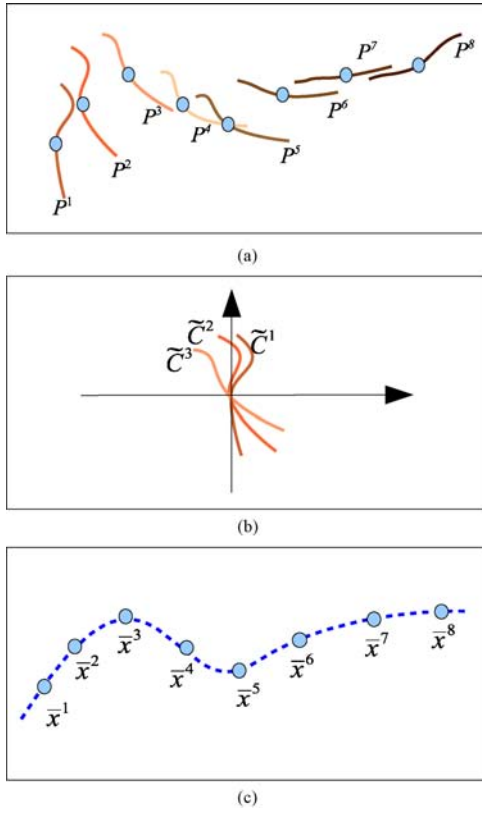 P¹
P²
P³
P⁴
P⁵
P⁶
P⁷
P⁸
(a)
C̃³
C̃²
C̃¹
(b)
x̄¹
x̄²
x̄³
x̄⁴
x̄⁵
x̄⁶
x̄⁷
x̄⁸
(c)